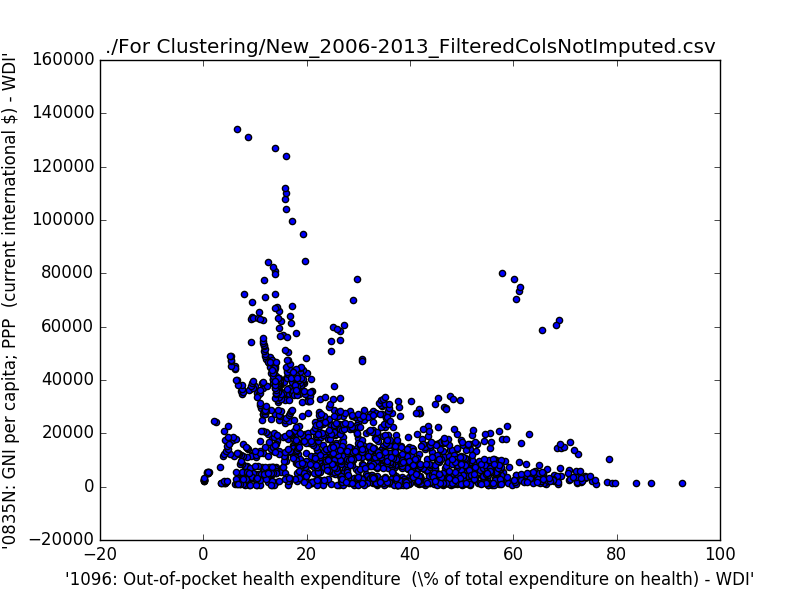 ./For Clustering/New_2006-2013_FilteredColsNotImputed.csv
'0835N: GNI per capita; PPP  (current international $) - WDI'
160000
140000
120000
100000
80000
60000
40000
20000
0
−20000
−20 0 20 40 60 80 100
'1096: Out-of-pocket health expenditure  (\% of total expenditure on health) - WDI'